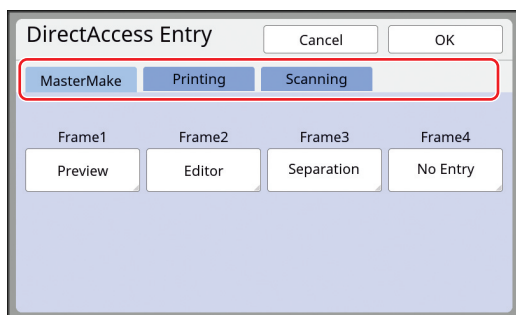 DirectAccess Entry Cancel OK
MasterMake Printing Scanning
Frame1 Frame2 Frame3 Frame4
Preview Editor Separation No Entry